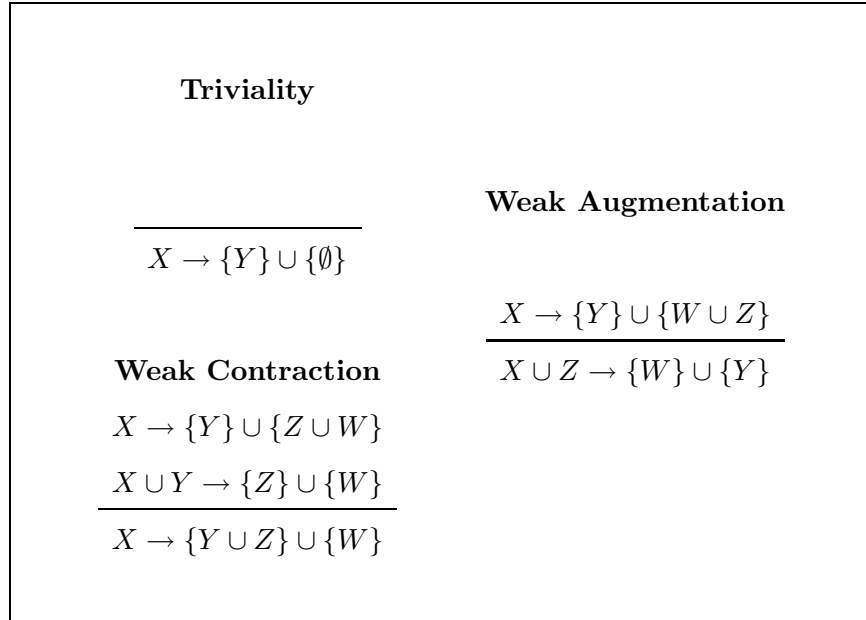 Triviality
X → {Y} ∪ {∅}
Weak Contraction
X → {Y} ∪ {Z ∪ W}
X ∪ Y → {Z} ∪ {W}
X → {Y ∪ Z} ∪ {W}
Weak Augmentation
X → {Y} ∪ {W ∪ Z}
X ∪ Z → {W} ∪ {Y}